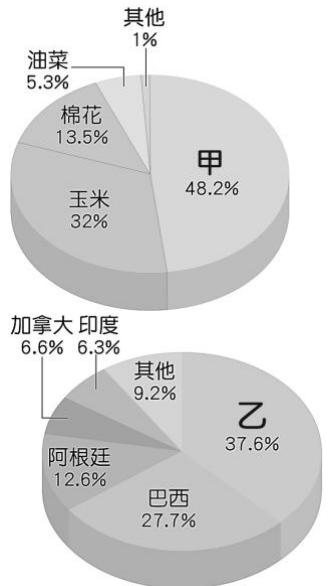 其他
1%
油菜
5.3%
棉花
13.5%
甲
48.2%
玉米
32%
加拿大 印度
6.6% 6.3%
其他
9.2%
乙
37.6%
阿根廷
12.6%
巴西
27.7%